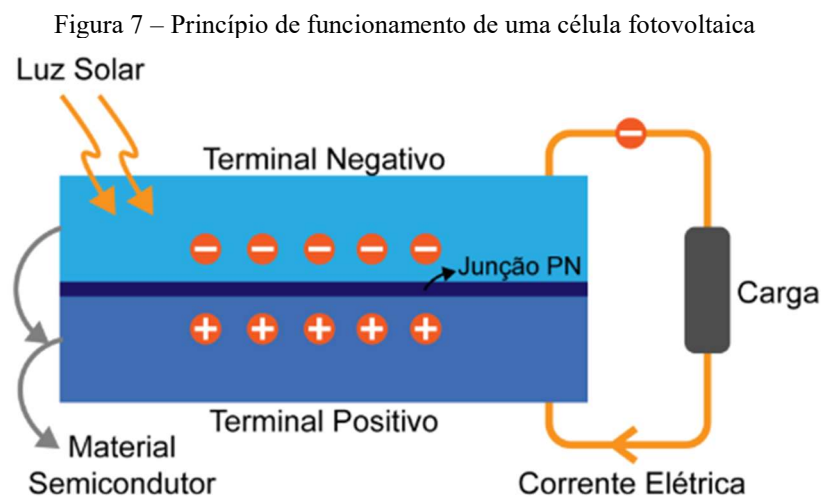 Figura 7 – Princípio de funcionamento de uma célula fotovoltaica
Luz Solar
Terminal Negativo
Junção PN
Carga
Terminal Positivo
Material
Semicondutor
Corrente Elétrica